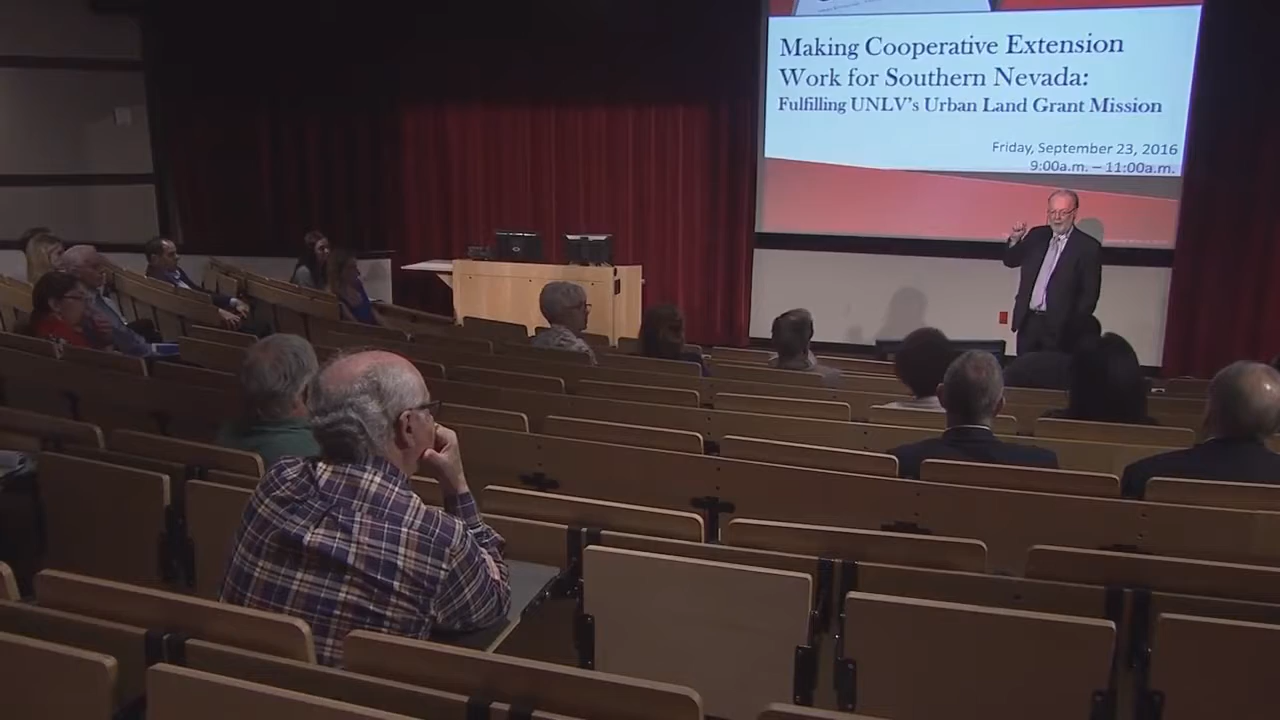 Making Cooperative Extension
Work for Southern Nevada:
Fulfilling UNLV's Urban Land Grant Mission
Friday, September 23, 2016
9:00a.m. – 11:00a.m.